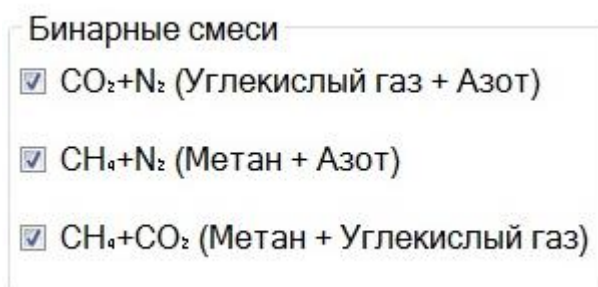 Бинарные смеси
CO₂+N₂ (Углекислый газ + Азот)
CH₄+N₂ (Метан + Азот)
CH₄+CO₂ (Метан + Углекислый газ)